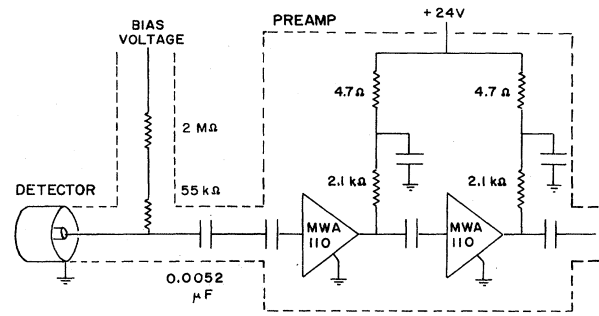 BIAS
VOLTAGE
PREAMP
+24V
4.7Ω
4.7Ω
2 MΩ
2.1 kΩ
2.1 kΩ
DETECTOR
55 kΩ
MWA
110
MWA
110
0.0052
μF